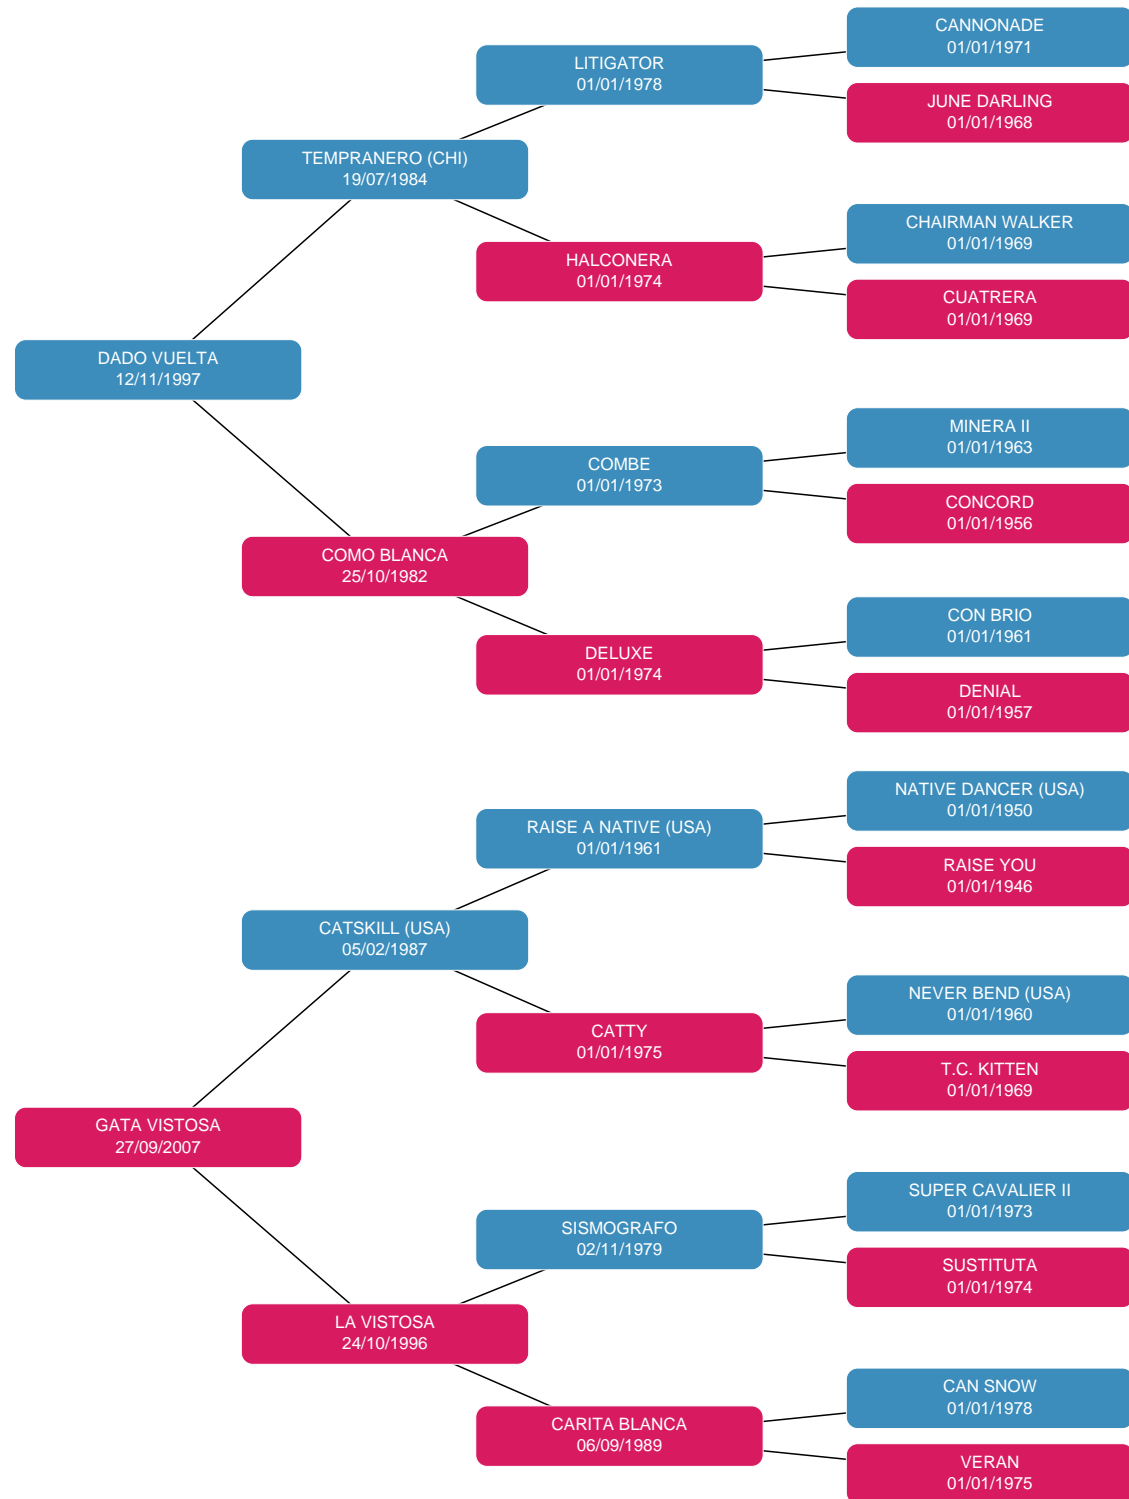 CANNONADE
01/01/1971
LITIGATOR
01/01/1978
JUNE DARLING
01/01/1968
TEMPRANERO (CHI)
19/07/1984
CHAIRMAN WALKER
01/01/1969
HALCONERA
01/01/1974
CUATRERA
01/01/1969
DADO VUELTA
12/11/1997
MINERA II
01/01/1963
COMBE
01/01/1973
CONCORD
01/01/1956
COMO BLANCA
25/10/1982
CON BRIO
01/01/1961
DELUXE
01/01/1974
DENIAL
01/01/1957
NATIVE DANCER (USA)
01/01/1950
RAISE A NATIVE (USA)
01/01/1961
RAISE YOU
01/01/1946
CATSKILL (USA)
05/02/1987
NEVER BEND (USA)
01/01/1960
CATTY
01/01/1975
T.C. KITTEN
01/01/1969
GATA VISTOSA
27/09/2007
SUPER CAVALIER II
01/01/1973
SISMOGRAFO
02/11/1979
SUSTITUTA
01/01/1974
LA VISTOSA
24/10/1996
CAN SNOW
01/01/1978
CARITA BLANCA
06/09/1989
VERAN
01/01/1975